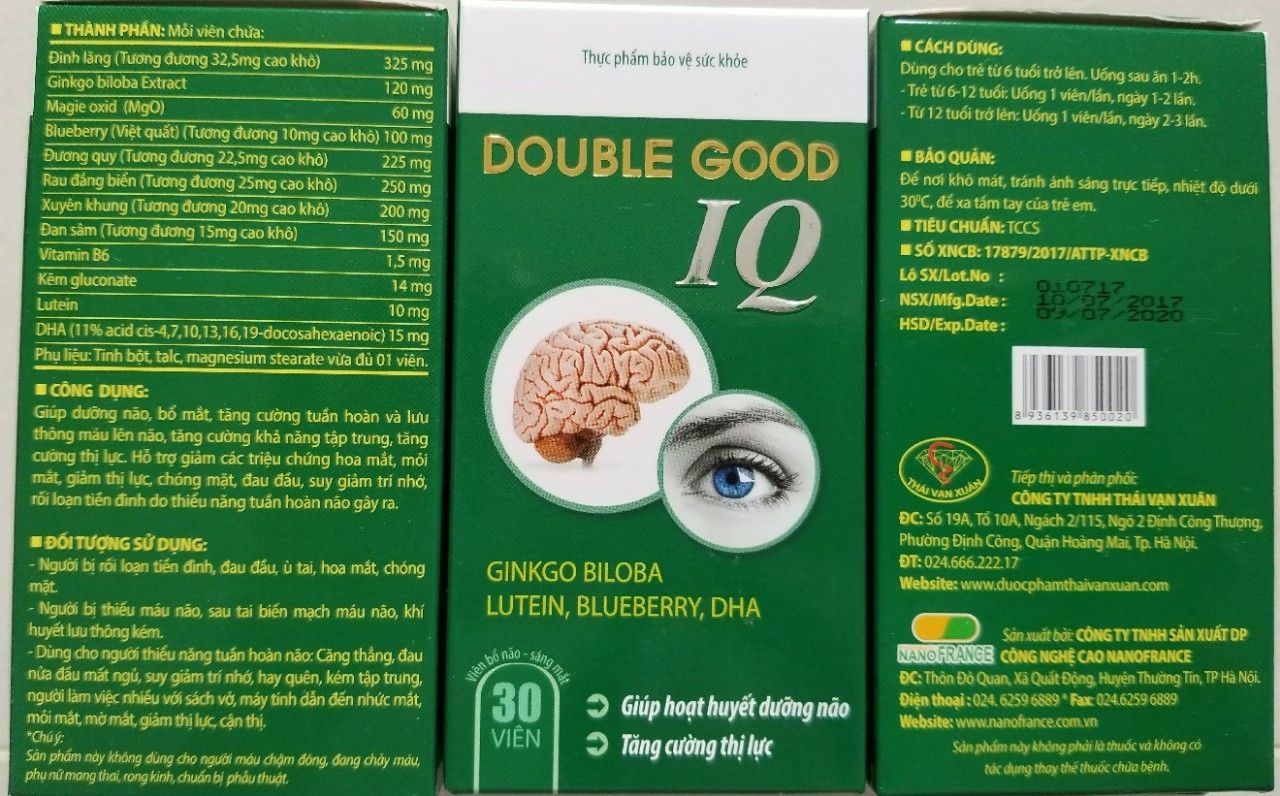 ■ THÀNH PHẦN: Mỗi viên chứa:
Đinh lăng (Tương đương 32,5mg cao khô) 325 mg
Ginkgo biloba Extract 120 mg
Magie oxid (MgO) 60 mg
Blueberry (Việt quất) (Tương đương 10mg cao khô) 100 mg
Đương quy (Tương đương 22,5mg cao khô) 225 mg
Rau đắng biển (Tương đương 25mg cao khô) 250 mg
Xuyên khung (Tương đương 20mg cao khô) 200 mg
Đan sâm (Tương đương 15mg cao khô) 150 mg
Vitamin B6 1,5 mg
Kẽm gluconate 14 mg
Lutein 10 mg
DHA (11% acid cis-4,7,10,13,16,19-docosahexaenoic) 15 mg
Phụ liệu: Tinh bột, talc, magnesium stearate vừa đủ 01 viên.
■ CÔNG DỤNG:
Giúp dưỡng não, bổ mắt, tăng cường tuần hoàn và lưu
thông máu lên não, tăng cường khả năng tập trung, tăng
cường thị lực. Hỗ trợ giảm các triệu chứng hoa mắt, mỏi
mắt, giảm thị lực, chóng mặt, đau đầu, suy giảm trí nhớ,
rối loạn tiền đình do thiểu năng tuần hoàn não gây ra.
■ ĐỐI TƯỢNG SỬ DỤNG:
- Người bị rối loạn tiền đình, đau đầu, ù tai, hoa mắt, chóng
mặt.
- Người bị thiếu máu não, sau tai biến mạch máu não, khí
huyết lưu thông kém.
- Dùng cho người thiểu năng tuần hoàn não: Căng thẳng, đau
nửa đầu mất ngủ, suy giảm trí nhớ, hay quên, kém tập trung,
người làm việc nhiều với sách vở, máy tính dẫn đến nhức mắt,
mỏi mắt, mờ mắt, giảm thị lực, cận thị.
*Chú ý:
Sản phẩm này không dùng cho người máu chậm đông, đang chảy máu,
phụ nữ mang thai, rong kinh, chuẩn bị phẫu thuật.
Thực phẩm bảo vệ sức khỏe
DOUBLE GOOD
IQ
GINKGO BILOBA
LUTEIN, BLUEBERRY, DHA
Viên bổ não - sáng mắt
30
VIÊN
Giúp hoạt huyết dưỡng não
Tăng cường thị lực
■ CÁCH DÙNG:
Dùng cho trẻ từ 6 tuổi trở lên. Uống sau ăn 1-2h.
- Trẻ từ 6-12 tuổi: Uống 1 viên/lần, ngày 1-2 lần.
- Từ 12 tuổi trở lên: Uống 1 viên/lần, ngày 2-3 lần.
■ BẢO QUẢN:
Để nơi khô mát, tránh ánh sáng trực tiếp, nhiệt độ dưới
30⁰C, để xa tầm tay của trẻ em.
■ TIÊU CHUẨN: TCCS
■ SỐ XNCB: 17879/2017/ATTP-XNCB
Lô SX/Lot.No : 010717
NSX/Mfg.Date : 10/07/2017
HSD/Exp.Date : 09/07/2020
8 936139 850020
THÁI VẠN XUÂN
Tiếp thị và phân phối:
CÔNG TY TNHH THÁI VẠN XUÂN
ĐC: Số 19A, Tổ 10A, Ngách 2/115, Ngõ 2 Định Công Thượng,
Phường Định Công, Quận Hoàng Mai, Tp. Hà Nội.
ĐT: 024.666.222.17
Website: www.duocphamthaivanxuan.com
NANOFRANCE
Sản xuất bởi: CÔNG TY TNHH SẢN XUẤT DP
CÔNG NGHỆ CAO NANOFRANCE
ĐC: Thôn Đô Quan, Xã Quất Động, Huyện Thường Tín, TP Hà Nội.
Điện thoại : 024. 6259 6889 * Fax: 024.6259 6889
Website: www.nanofrance.com.vn
Sản phẩm này không phải là thuốc và không có
tác dụng thay thế thuốc chữa bệnh.